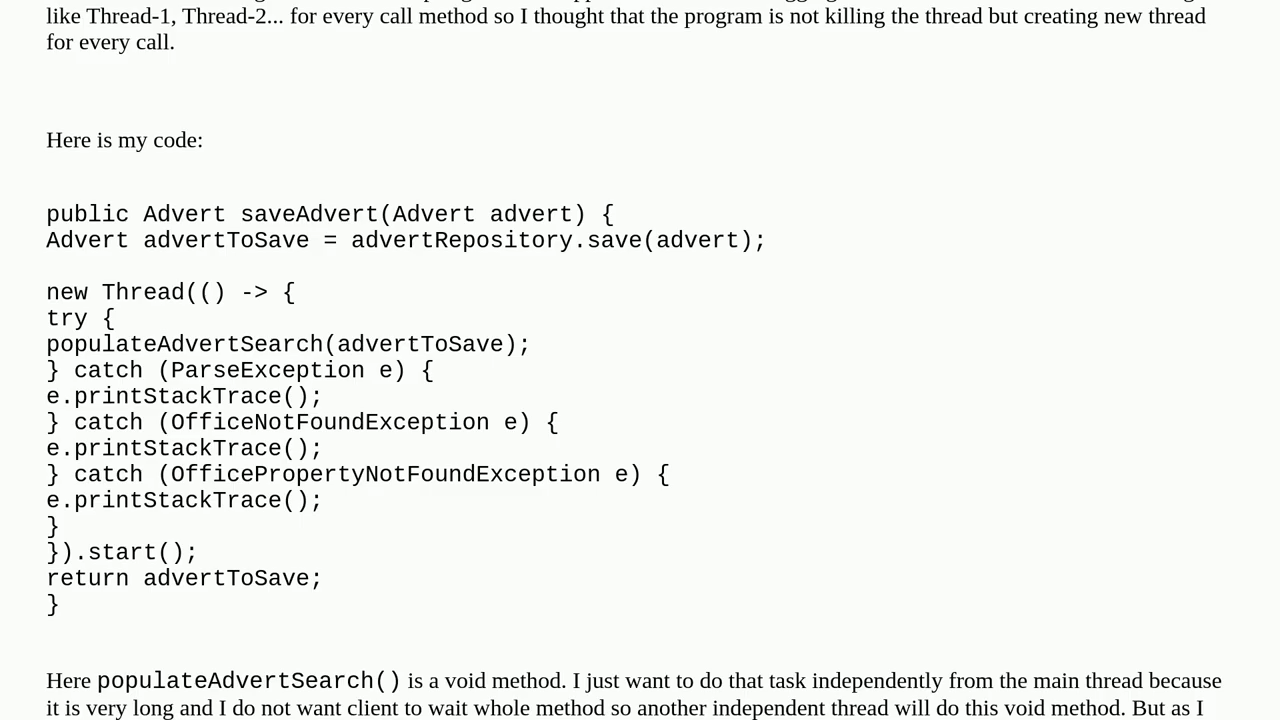 like Thread-1, Thread-2... for every call method so I thought that the program is not killing the thread but creating new thread
for every call.
Here is my code:
public Advert saveAdvert(Advert advert) {
Advert advertToSave = advertRepository.save(advert);
new Thread(() -> {
try {
populateAdvertSearch(advertToSave);
} catch (ParseException e) {
e.printStackTrace();
} catch (OfficeNotFoundException e) {
e.printStackTrace();
} catch (OfficePropertyNotFoundException e) {
e.printStackTrace();
}
}).start();
return advertToSave;
}
Here populateAdvertSearch() is a void method. I just want to do that task independently from the main thread because
it is very long and I do not want client to wait whole method so another independent thread will do this void method. But as I